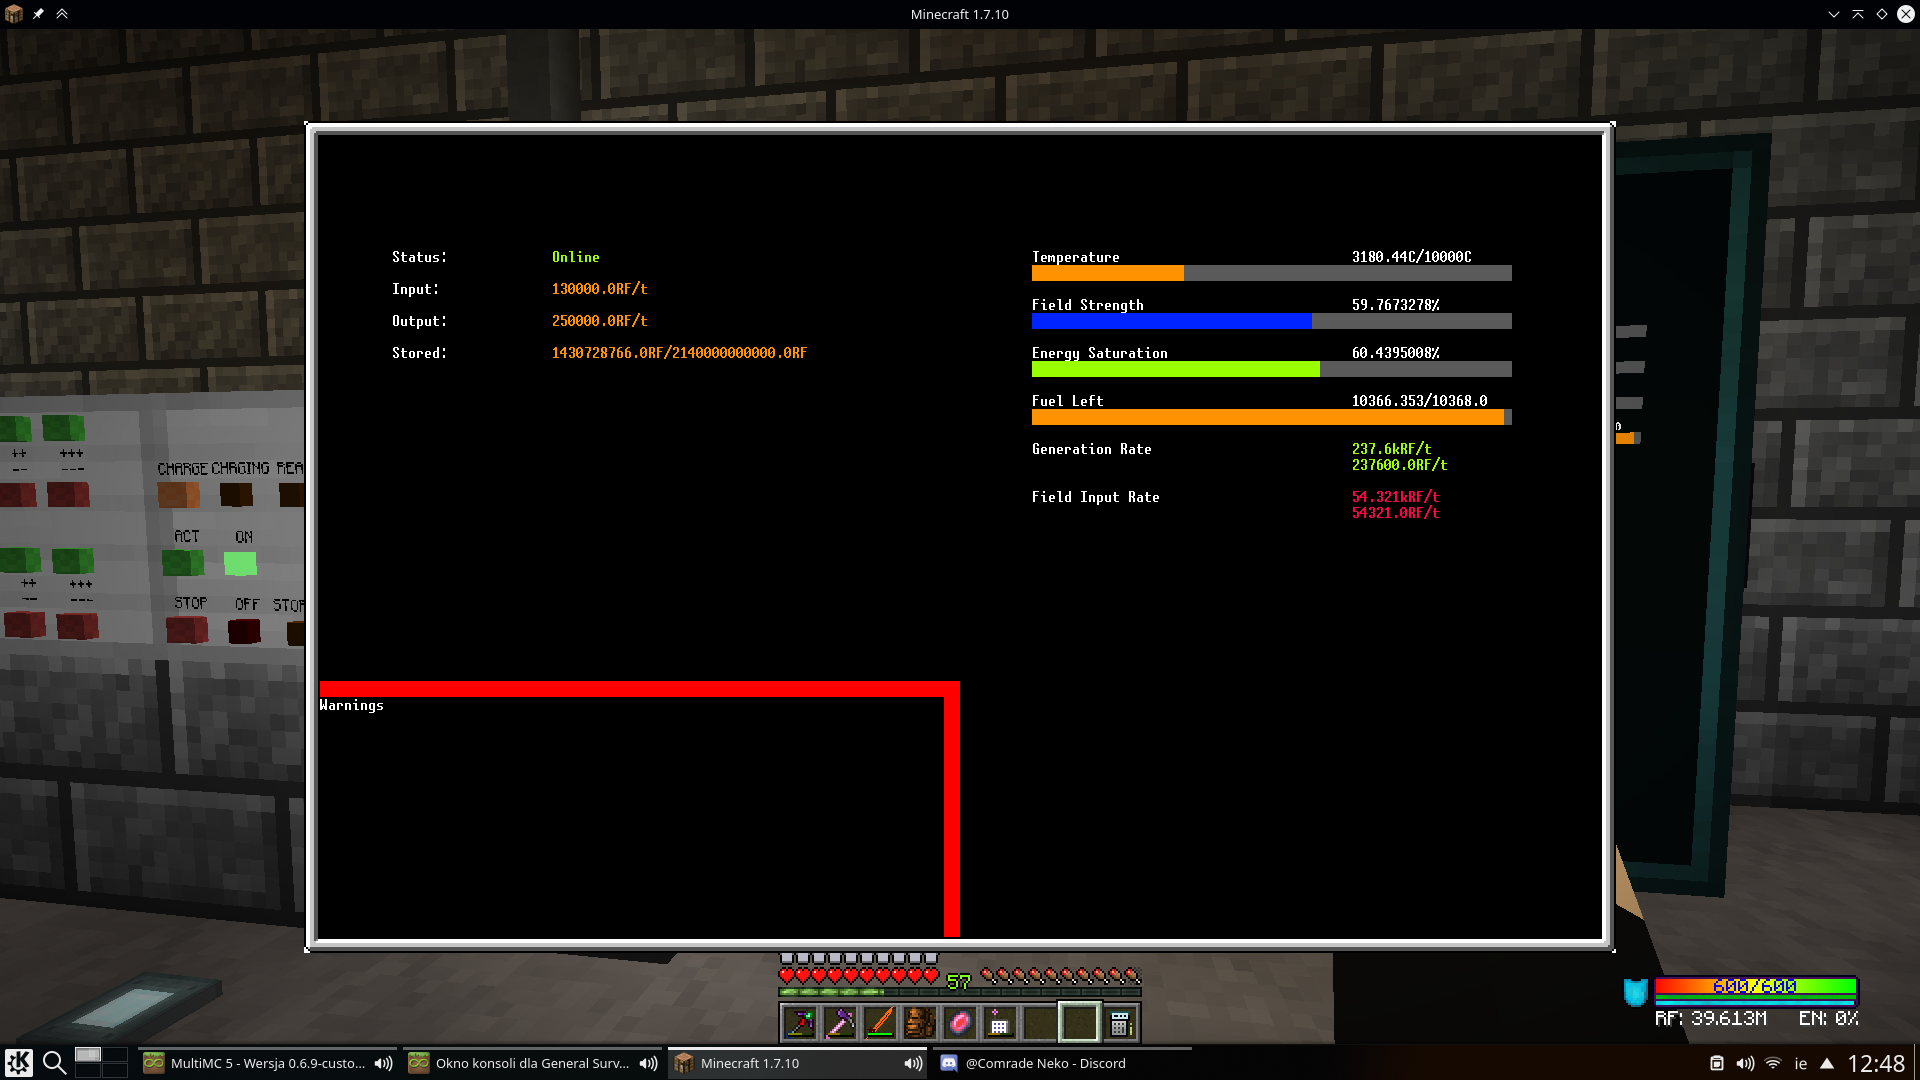 Minecraft 1.7.10
Status: Online
Input: 130000.0RF/t
Output: 250000.0RF/t
Stored: 1430728766.0RF/2140000000000.0RF
Temperature 3180.44C/10000C
Field Strength 59.7673278%
Energy Saturation 60.4395008%
Fuel Left 10366.353/10368.0
Generation Rate 237.6kRF/t
237600.0RF/t
Field Input Rate 54.321kRF/t
54321.0RF/t
Warnings
++ +++
-- ---
CHARGE CHRGING REA
ACT ON
++ +++
-- ---
STOP OFF STOP
0
57
600/600
RF: 39.613M EN: 0%
MultiMC 5 - Wersja 0.6.9-custo...
Okno konsoli dla General Surv...
Minecraft 1.7.10
@Comrade Neko - Discord
ie
12:48